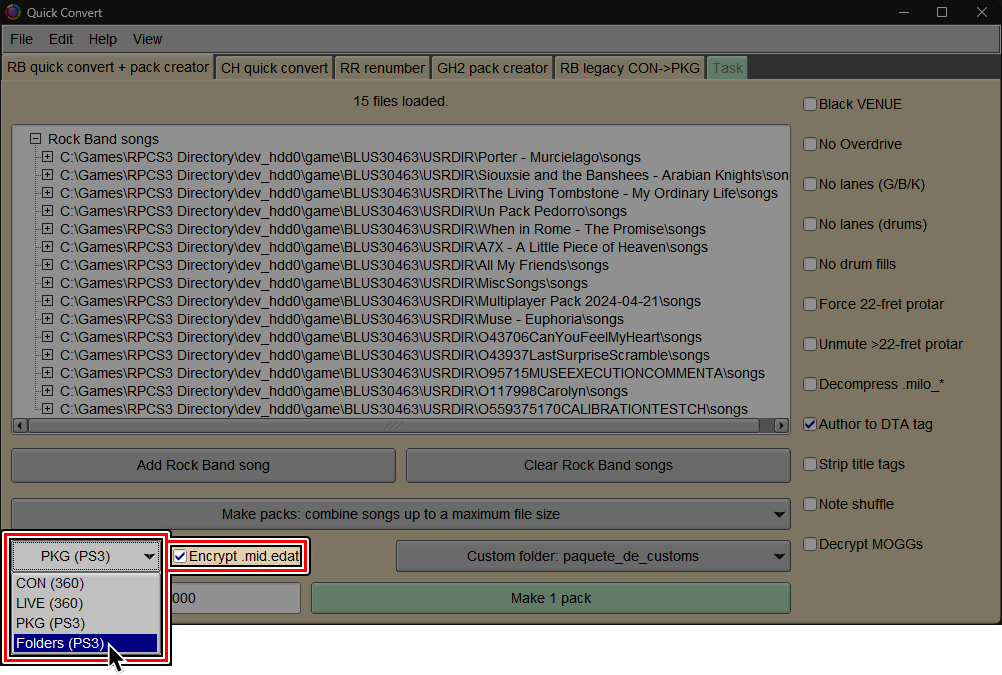 Quick Convert
File Edit Help View
RB quick convert + pack creator CH quick convert RR renumber GH2 pack creator RB legacy CON->PKG Task
15 files loaded.
Rock Band songs
C:\Games\RPCS3 Directory\dev_hdd0\game\BLUS30463\USRDIR\Porter - Murcielago\songs
C:\Games\RPCS3 Directory\dev_hdd0\game\BLUS30463\USRDIR\Siouxsie and the Banshees - Arabian Knights\son
C:\Games\RPCS3 Directory\dev_hdd0\game\BLUS30463\USRDIR\The Living Tombstone - My Ordinary Life\songs
C:\Games\RPCS3 Directory\dev_hdd0\game\BLUS30463\USRDIR\Un Pack Pedorro\songs
C:\Games\RPCS3 Directory\dev_hdd0\game\BLUS30463\USRDIR\When in Rome - The Promise\songs
C:\Games\RPCS3 Directory\dev_hdd0\game\BLUS30463\USRDIR\A7X - A Little Piece of Heaven\songs
C:\Games\RPCS3 Directory\dev_hdd0\game\BLUS30463\USRDIR\All My Friends\songs
C:\Games\RPCS3 Directory\dev_hdd0\game\BLUS30463\USRDIR\MiscSongs\songs
C:\Games\RPCS3 Directory\dev_hdd0\game\BLUS30463\USRDIR\Multiplayer Pack 2024-04-21\songs
C:\Games\RPCS3 Directory\dev_hdd0\game\BLUS30463\USRDIR\Muse - Euphoria\songs
C:\Games\RPCS3 Directory\dev_hdd0\game\BLUS30463\USRDIR\O43706CanYouFeelMyHeart\songs
C:\Games\RPCS3 Directory\dev_hdd0\game\BLUS30463\USRDIR\O43937LastSurpriseScramble\songs
C:\Games\RPCS3 Directory\dev_hdd0\game\BLUS30463\USRDIR\O95715MUSEEXECUTIONCOMMENTA\songs
C:\Games\RPCS3 Directory\dev_hdd0\game\BLUS30463\USRDIR\O117998Carolyn\songs
C:\Games\RPCS3 Directory\dev_hdd0\game\BLUS30463\USRDIR\O559375170CALIBRATIONTESTCH\songs
Add Rock Band song
Clear Rock Band songs
Make packs: combine songs up to a maximum file size
PKG (PS3)
Encrypt .mid.edat
Custom folder: paquete_de_customs
CON (360)
LIVE (360)
PKG (PS3)
Folders (PS3)
000
Make 1 pack
Black VENUE
No Overdrive
No lanes (G/B/K)
No lanes (drums)
No drum fills
Force 22-fret protar
Unmute >22-fret protar
Decompress .milo_*
Author to DTA tag
Strip title tags
Note shuffle
Decrypt MOGGs